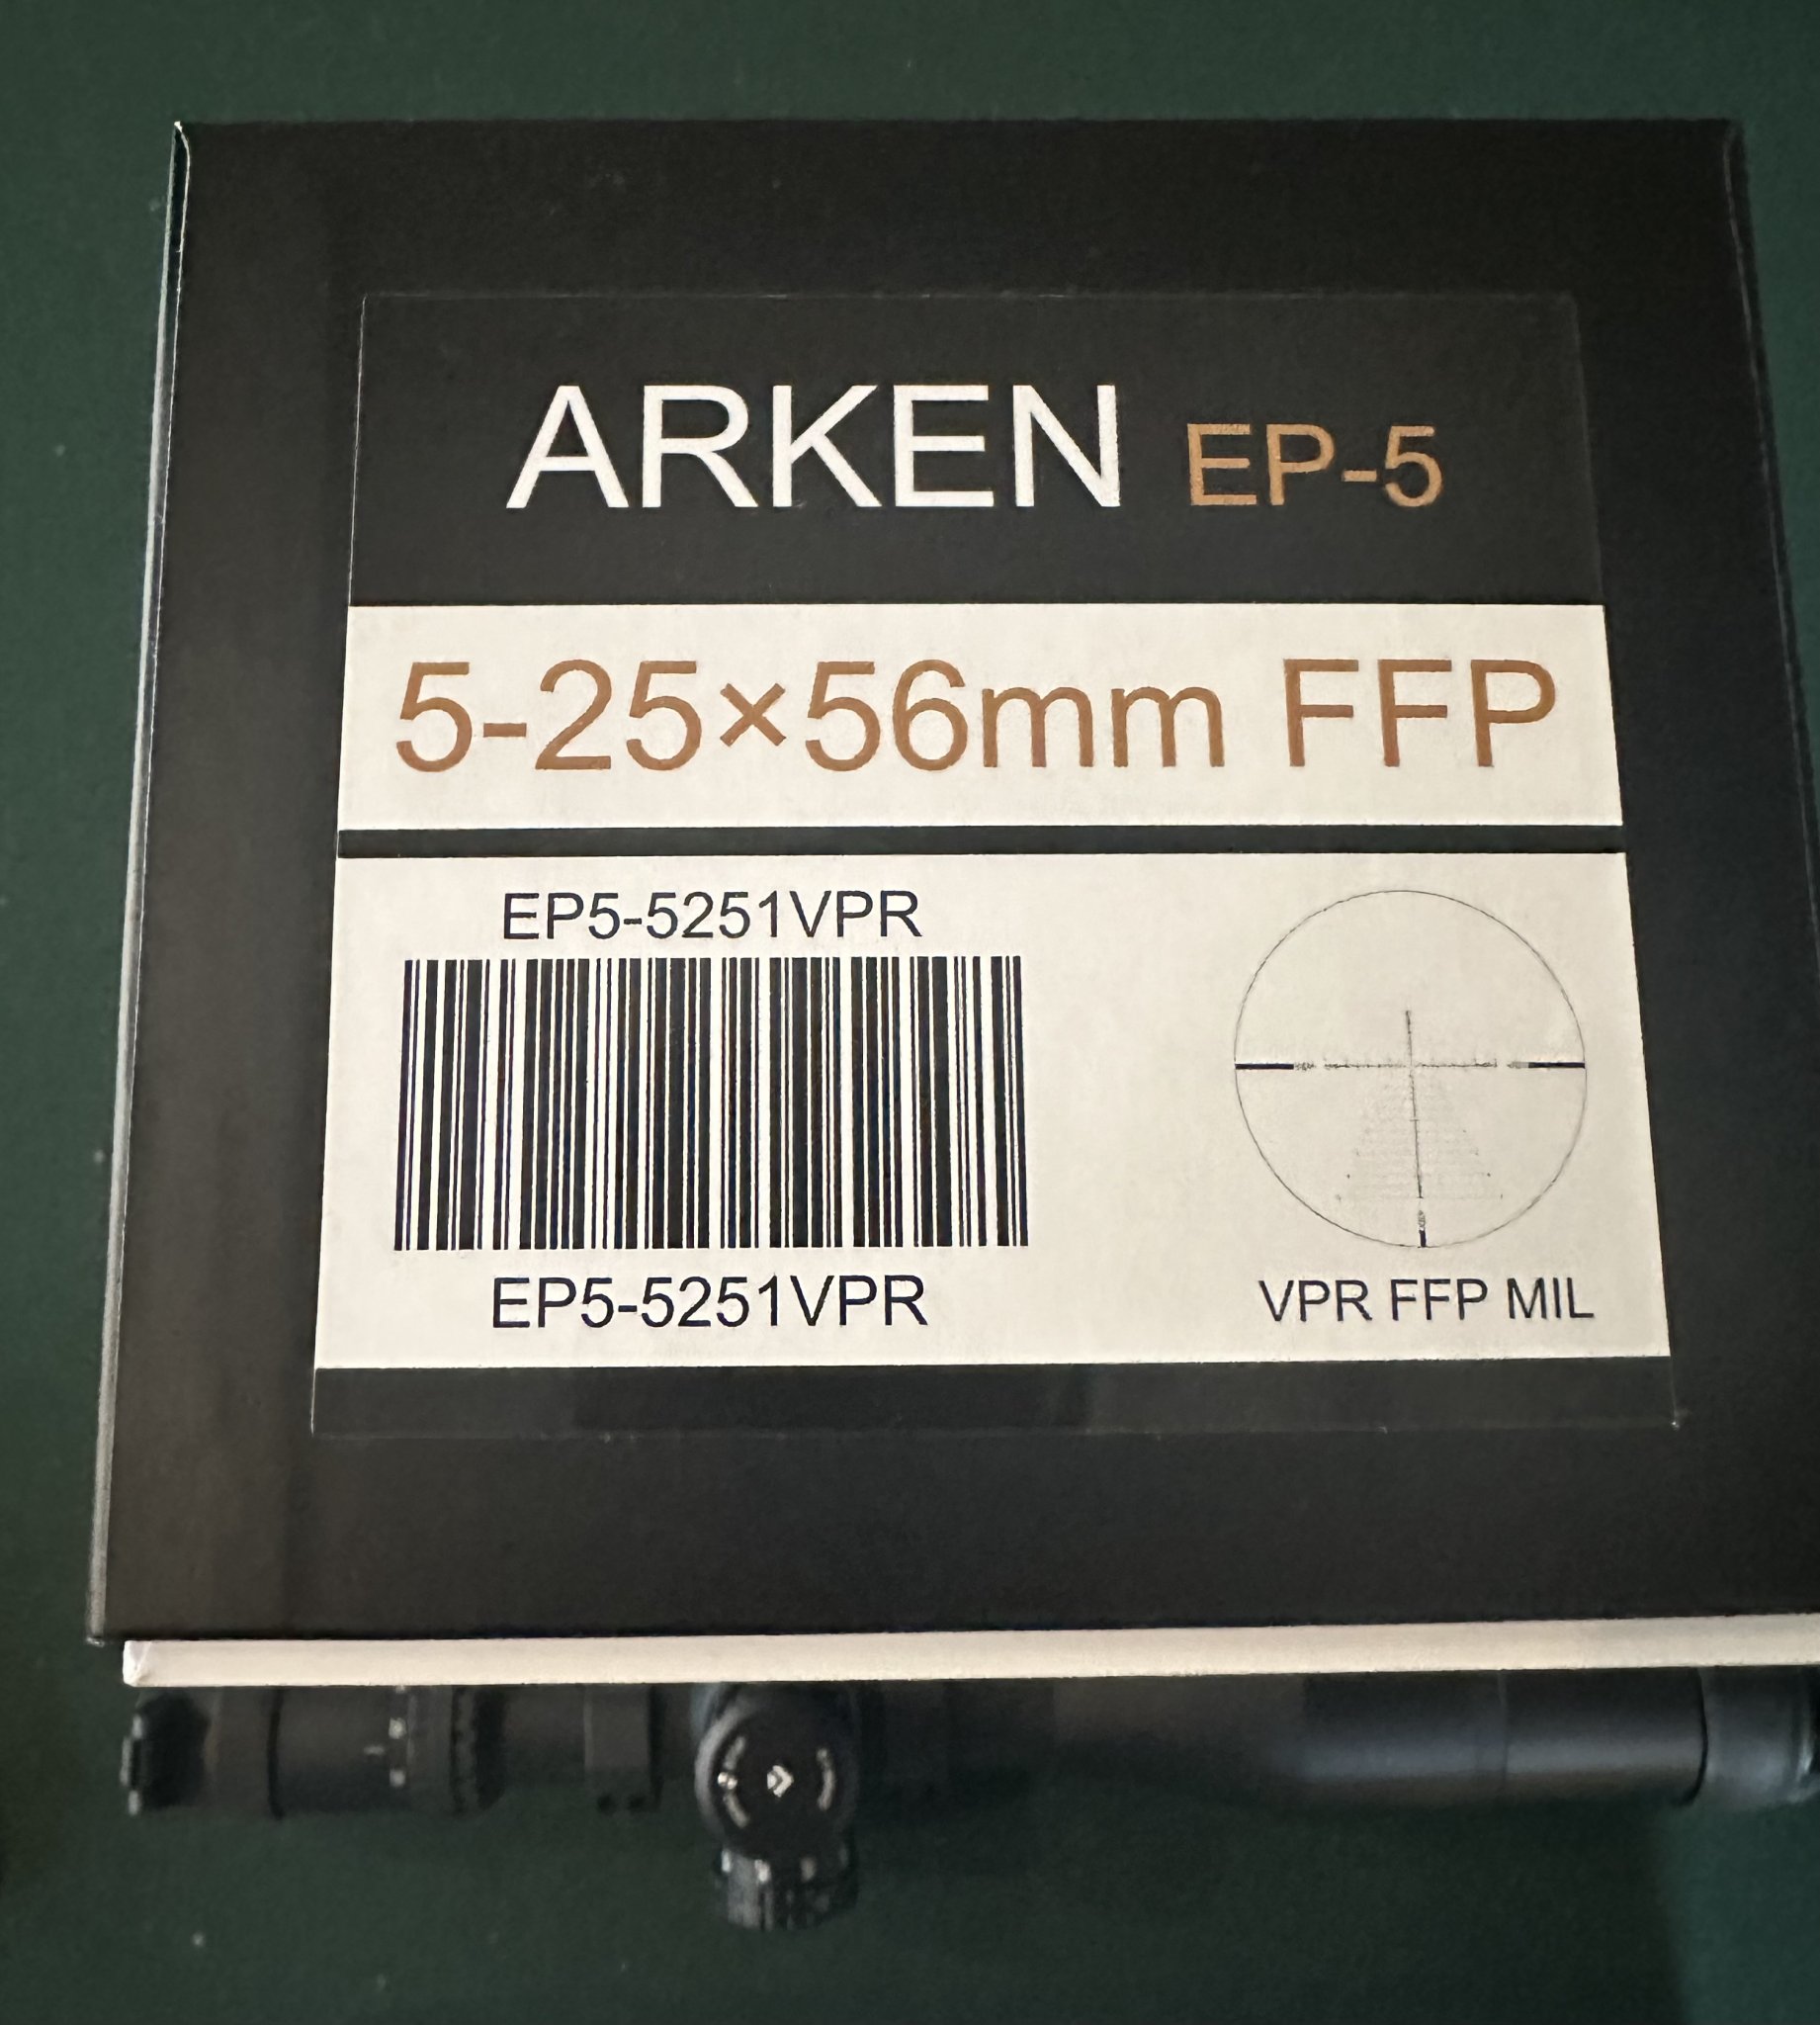 ARKEN EP-5
5-25×56mm FFP
EP5-5251VPR
EP5-5251VPR
VPR FFP MIL